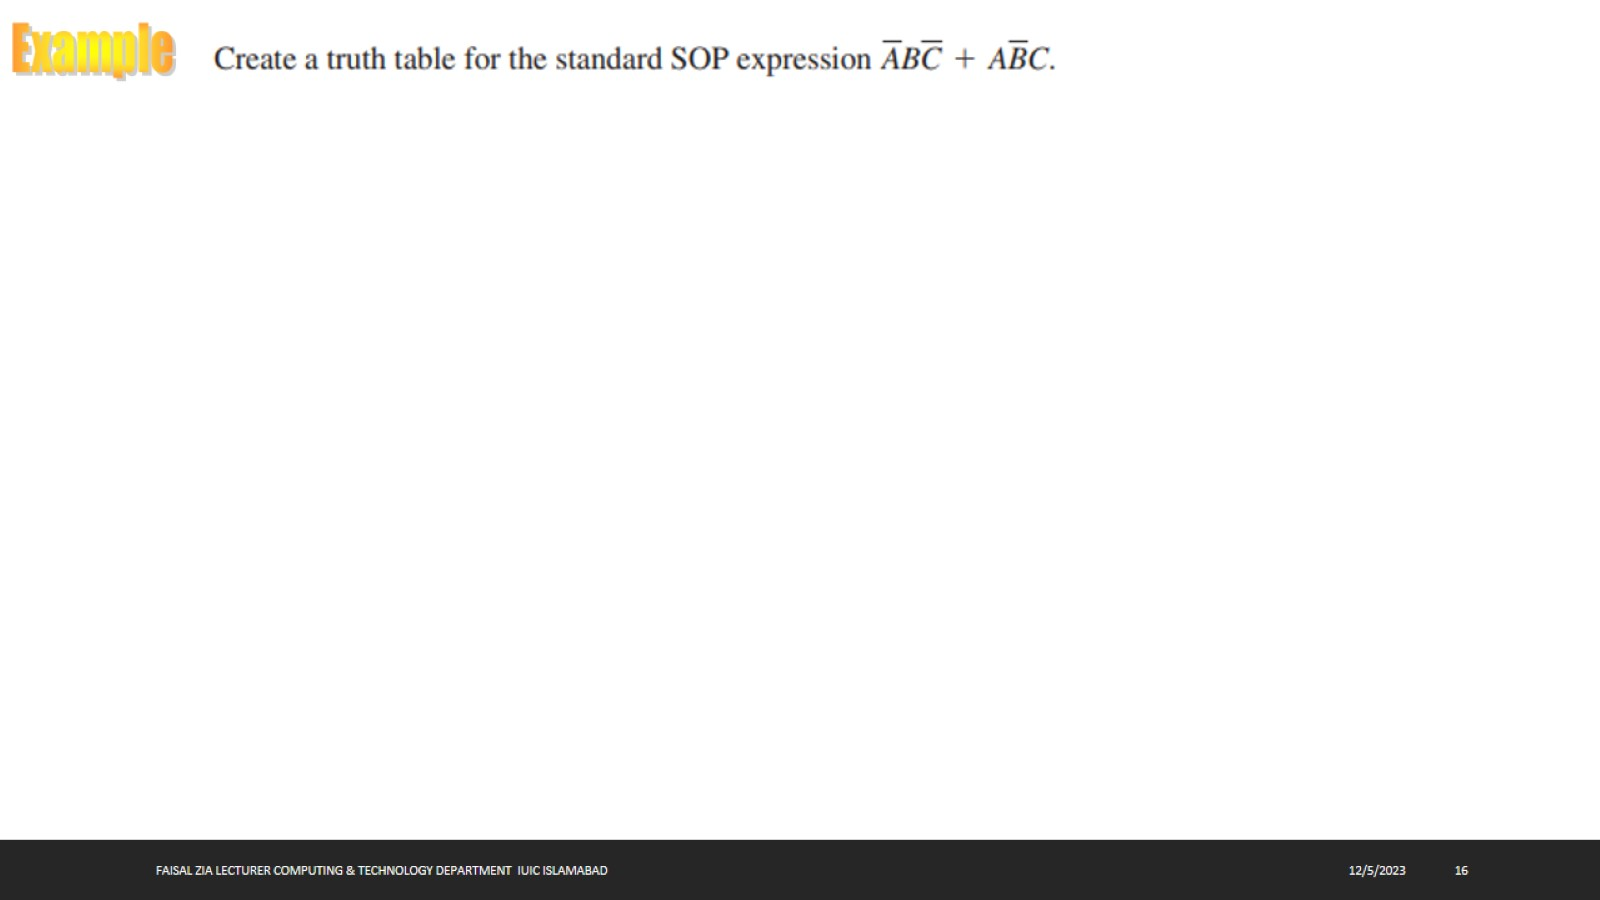 Example
Create a truth table for the standard SOP expression A̅BC̅ + AB̅C.
FAISAL ZIA LECTURER COMPUTING & TECHNOLOGY DEPARTMENT IUIC ISLAMABAD
12/5/2023
16